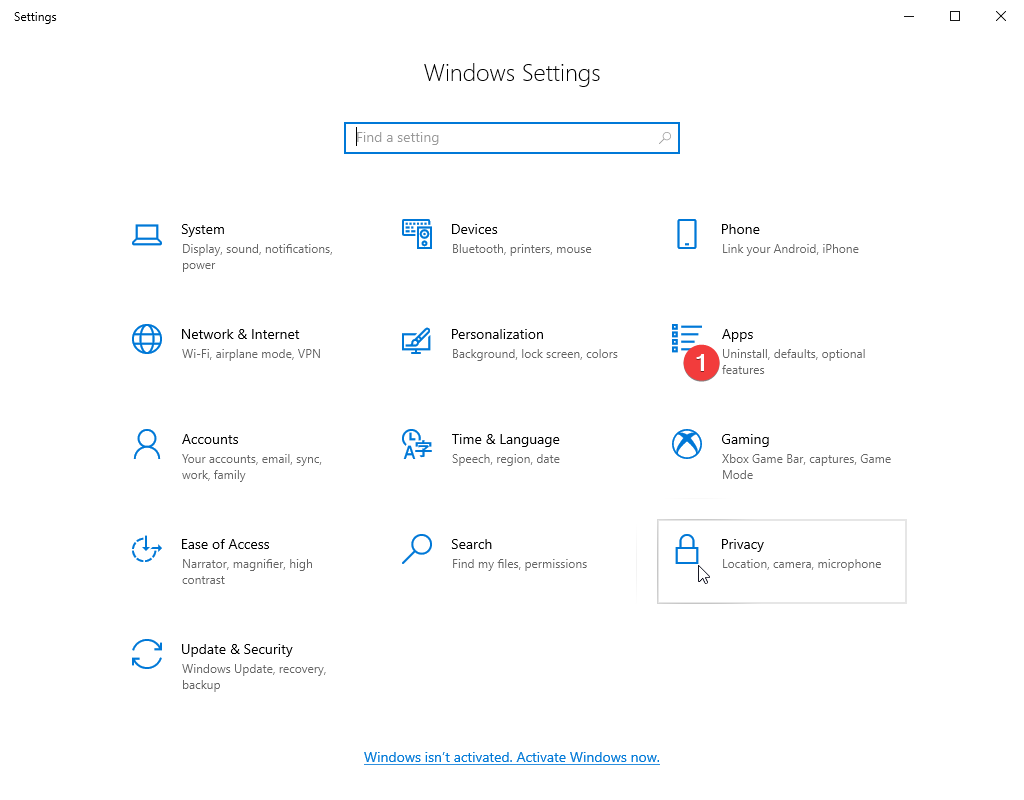 Settings
Windows Settings
Find a setting
System
Display, sound, notifications,
power
Devices
Bluetooth, printers, mouse
Phone
Link your Android, iPhone
Network & Internet
Wi-Fi, airplane mode, VPN
Personalization
Background, lock screen, colors
Apps
Uninstall, defaults, optional
features
1
Accounts
Your accounts, email, sync,
work, family
Time & Language
Speech, region, date
Gaming
Xbox Game Bar, captures, Game
Mode
Ease of Access
Narrator, magnifier, high
contrast
Search
Find my files, permissions
Privacy
Location, camera, microphone
Update & Security
Windows Update, recovery,
backup
Windows isn't activated. Activate Windows now.